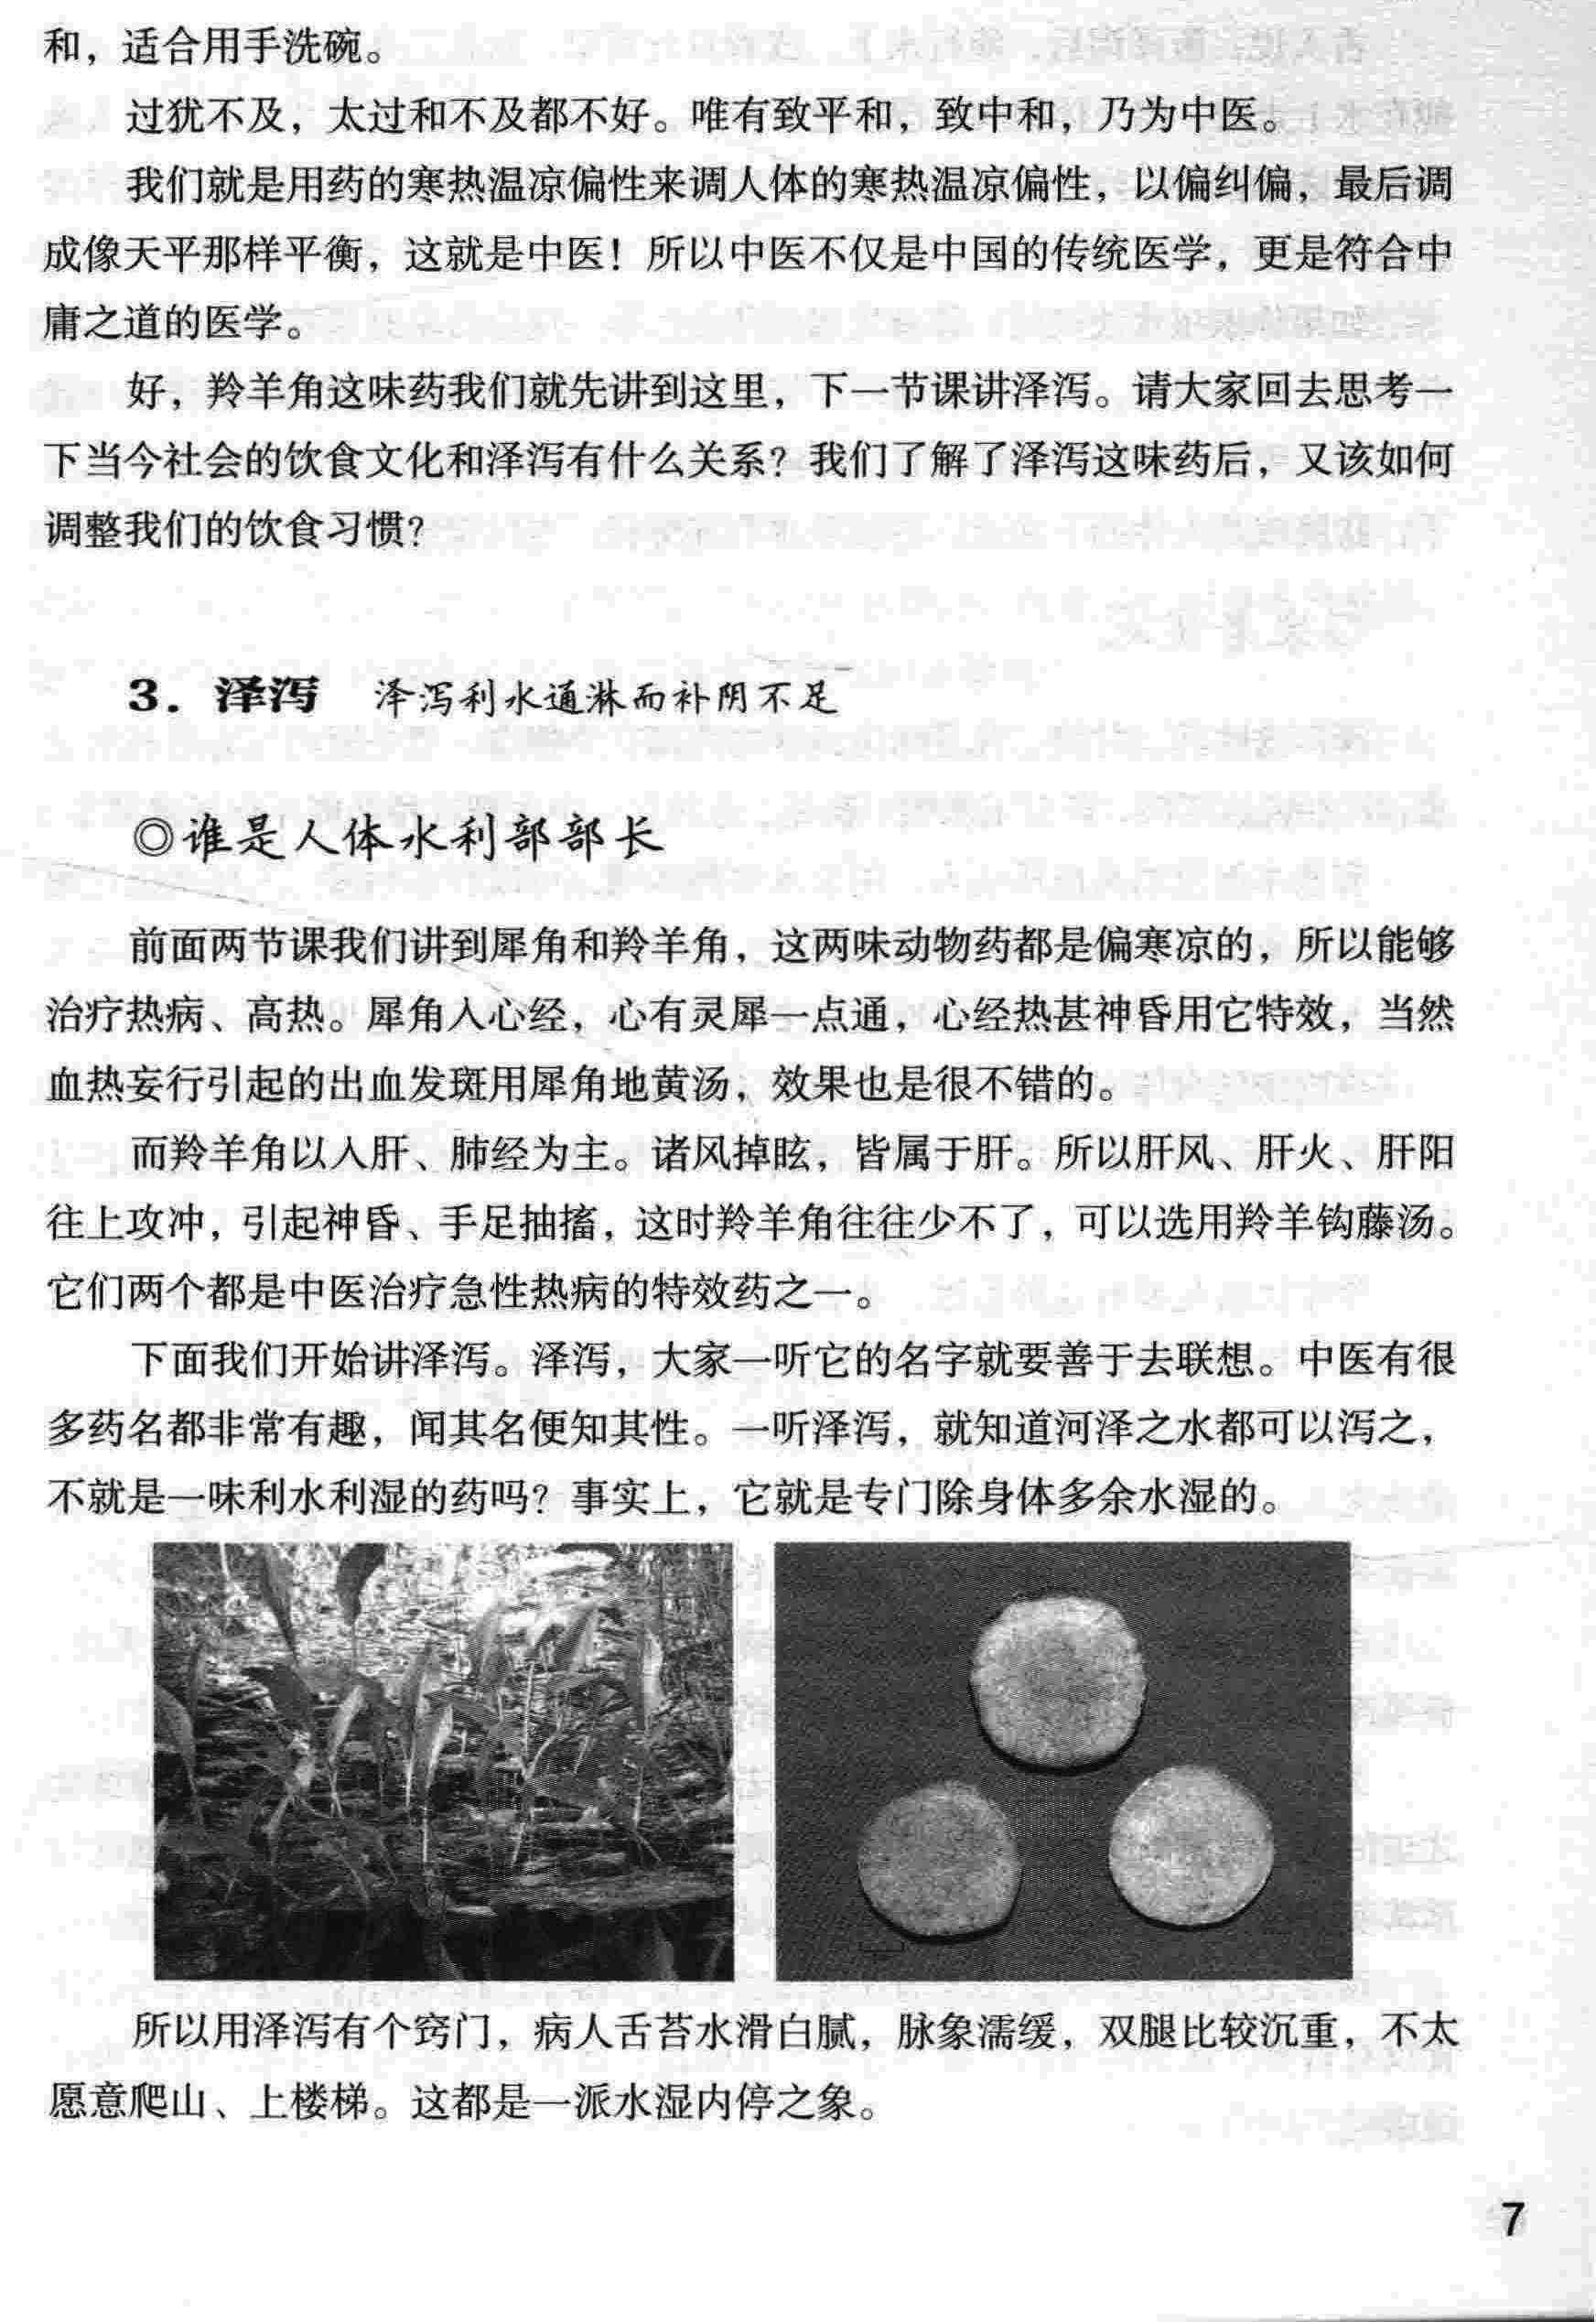 和，适合用手洗碗。
过犹不及，太过和不及都不好。唯有致平和，致中和，乃为中医。
我们就是用药的寒热温凉偏性来调人体的寒热温凉偏性，以偏纠偏，最后调
成像天平那样平衡，这就是中医！所以中医不仅是中国的传统医学，更是符合中
庸之道的医学。
好，羚羊角这味药我们就先讲到这里，下一节课讲泽泻。请大家回去思考一
下当今社会的饮食文化和泽泻有什么关系？我们了解了泽泻这味药后，又该如何
调整我们的饮食习惯？
3．泽泻　泽泻利水通淋而补阴不足
◎谁是人体水利部部长
前面两节课我们讲到犀角和羚羊角，这两味动物药都是偏寒凉的，所以能够
治疗热病、高热。犀角入心经，心有灵犀一点通，心经热甚神昏用它特效，当然
血热妄行引起的出血发斑用犀角地黄汤，效果也是很不错的。
而羚羊角以入肝、肺经为主。诸风掉眩，皆属于肝。所以肝风、肝火、肝阳
往上攻冲，引起神昏、手足抽搐，这时羚羊角往往少不了，可以选用羚羊钩藤汤。
它们两个都是中医治疗急性热病的特效药之一。
下面我们开始讲泽泻。泽泻，大家一听它的名字就要善于去联想。中医有很
多药名都非常有趣，闻其名便知其性。一听泽泻，就知道河泽之水都可以泻之，
不就是一味利水利湿的药吗？事实上，它就是专门除身体多余水湿的。
所以用泽泻有个窍门，病人舌苔水滑白腻，脉象濡缓，双腿比较沉重，不太
愿意爬山、上楼梯。这都是一派水湿内停之象。
7